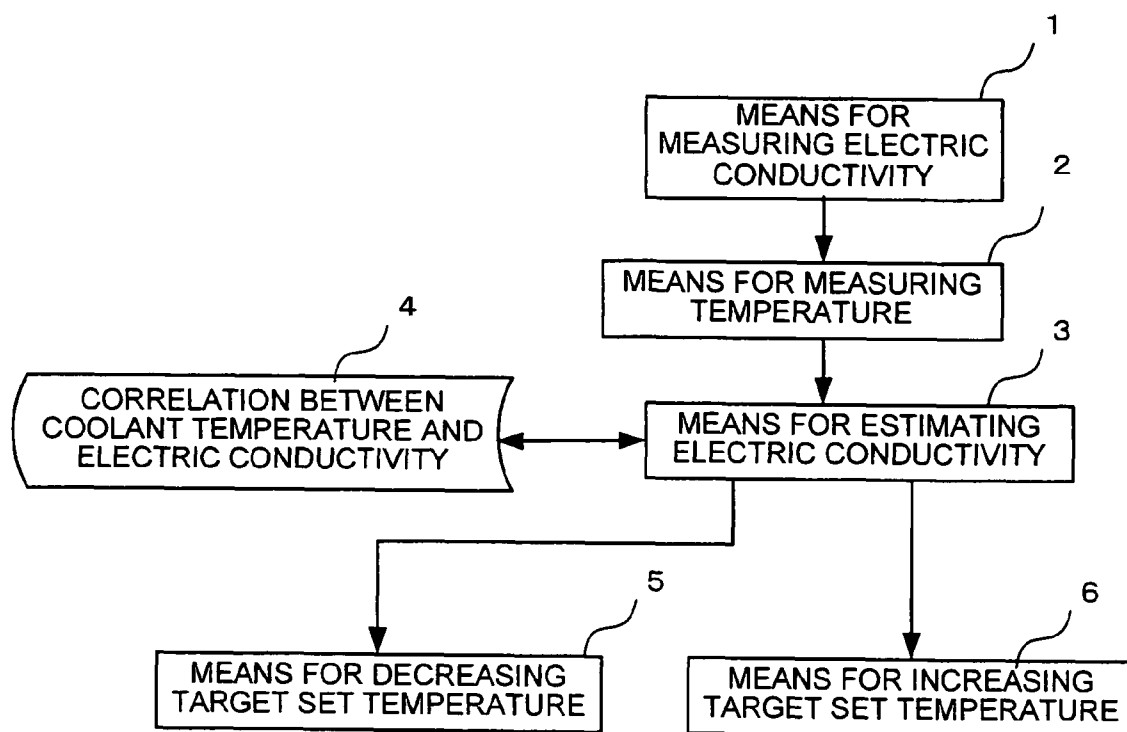 1
MEANS FOR
MEASURING ELECTRIC
CONDUCTIVITY
2
MEANS FOR MEASURING
TEMPERATURE
4
3
CORRELATION BETWEEN
COOLANT TEMPERATURE AND
ELECTRIC CONDUCTIVITY
MEANS FOR ESTIMATING
ELECTRIC CONDUCTIVITY
5
6
MEANS FOR DECREASING
TARGET SET TEMPERATURE
MEANS FOR INCREASING
TARGET SET TEMPERATURE